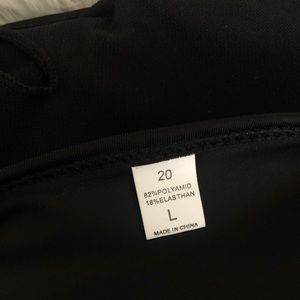 20
82%POLYAMID
18%ELASTHAN
L
MADE IN CHINA